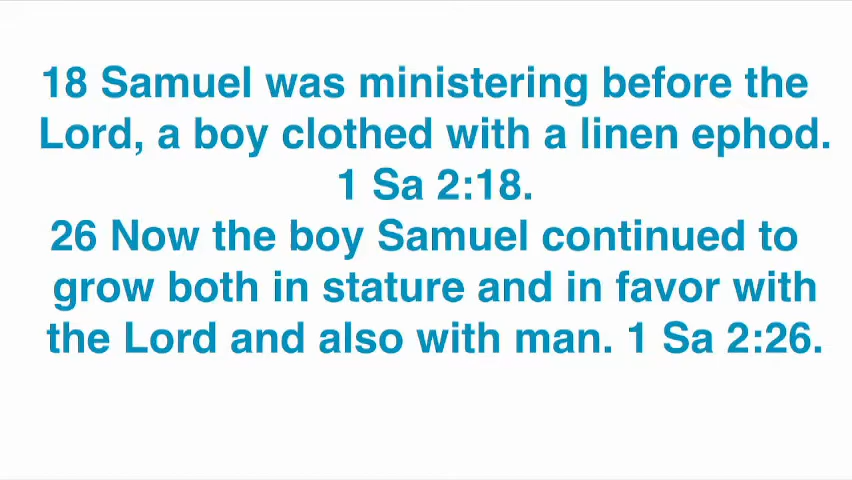 18 Samuel was ministering before the
Lord, a boy clothed with a linen ephod.
1 Sa 2:18.
26 Now the boy Samuel continued to
grow both in stature and in favor with
the Lord and also with man. 1 Sa 2:26.